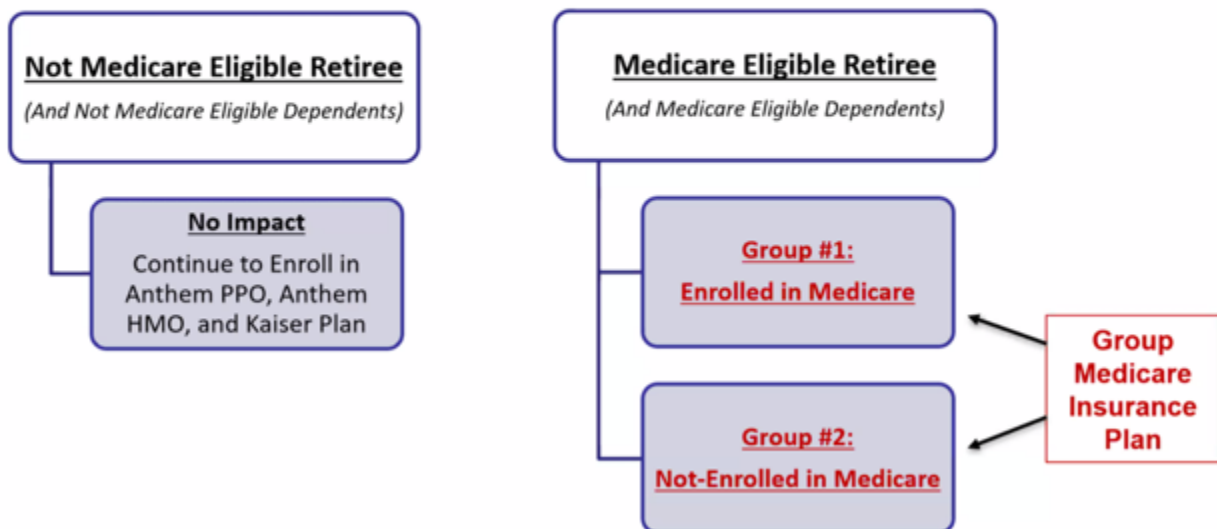 Not Medicare Eligible Retiree
(And Not Medicare Eligible Dependents)
No Impact
Continue to Enroll in
Anthem PPO, Anthem
HMO, and Kaiser Plan
Medicare Eligible Retiree
(And Medicare Eligible Dependents)
Group #1:
Enrolled in Medicare
Group #2:
Not-Enrolled in Medicare
Group
Medicare
Insurance
Plan